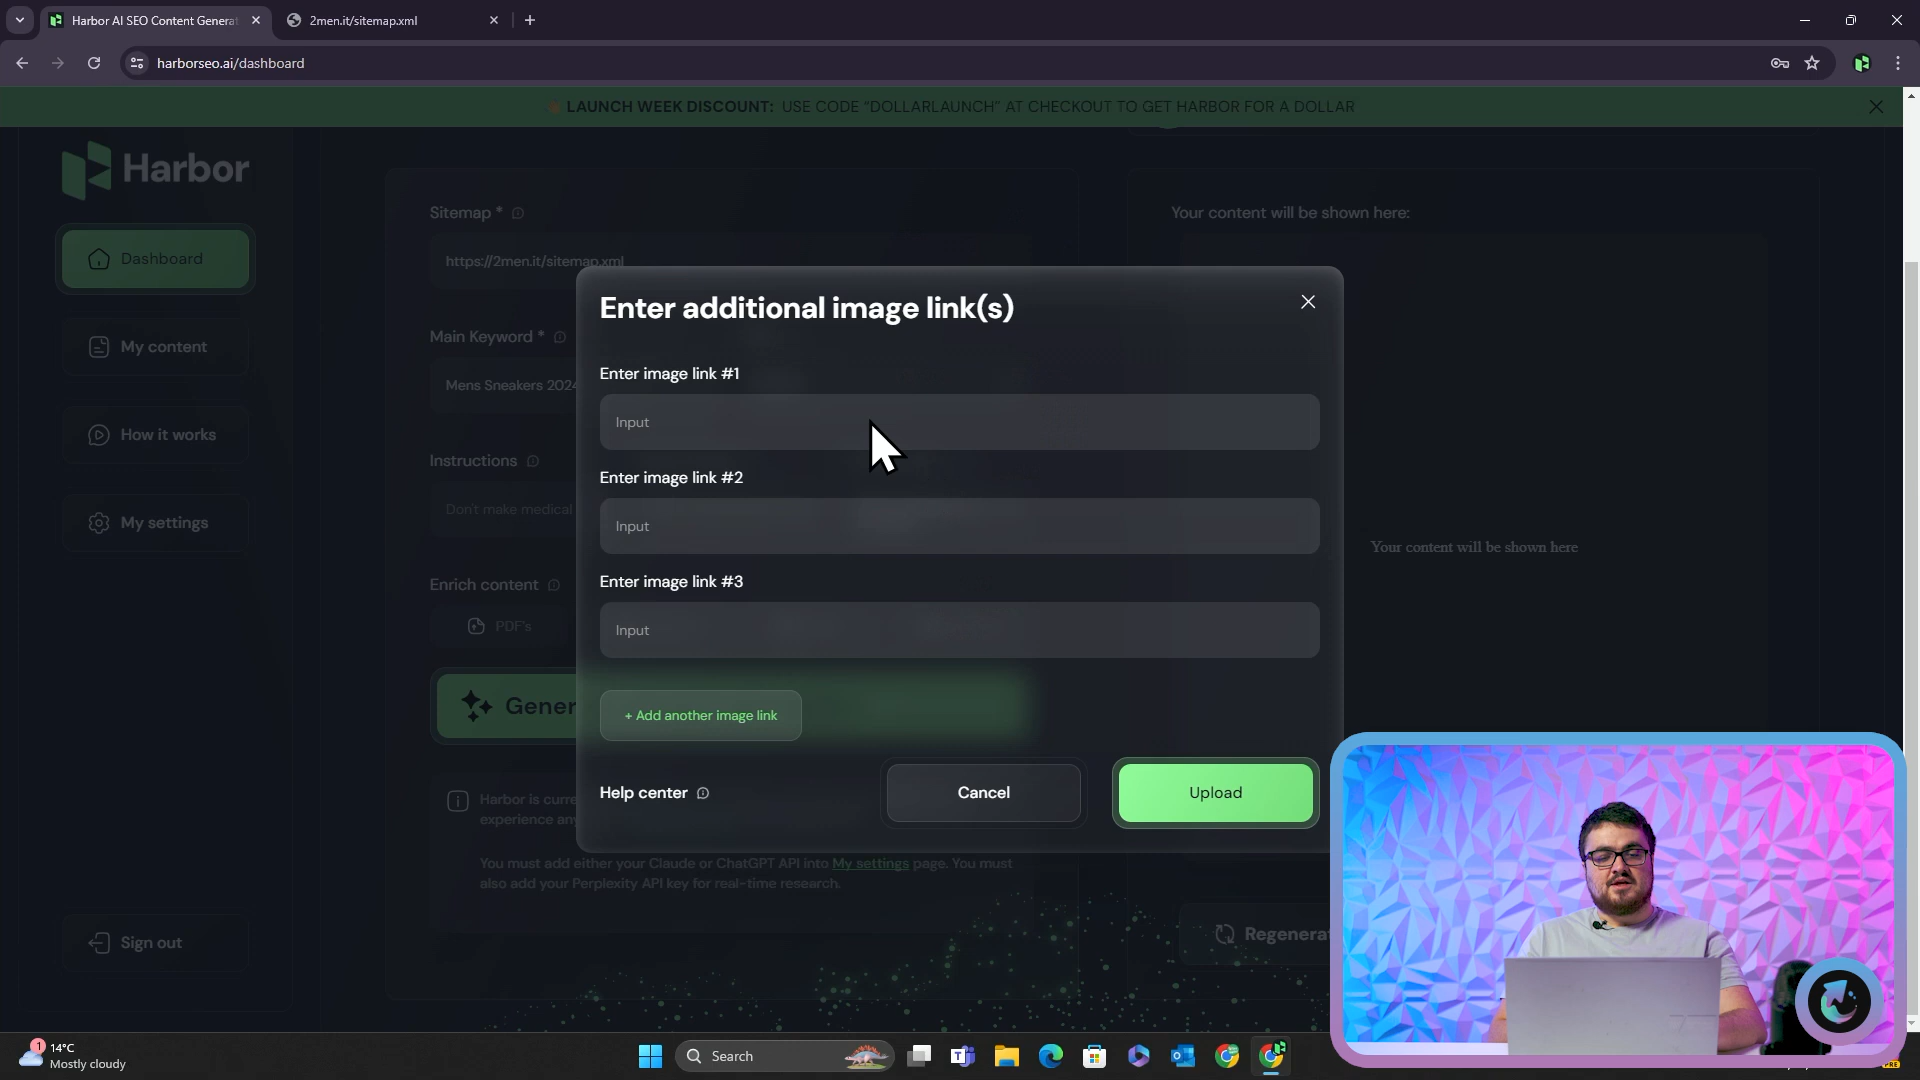 Harbor AI SEO Content Generat
2men.it/sitemap.xml
harborseo.ai/dashboard
LAUNCH WEEK DISCOUNT: USE CODE "DOLLARLAUNCH" AT CHECKOUT TO GET HARBOR FOR A DOLLAR
Harbor
Dashboard
My content
How it works
My settings
Sign out
Sitemap *
https://2men.it/sitemap.xml
Main Keyword *
Mens Sneakers 2024
Instructions
Don't make medical
Enrich content
PDF's
Gener
Harbor is curre
experience any
You must add either your Claude or ChatGPT API into My settings page. You must
also add your Perplexity API key for real-time research.
Enter additional image link(s)
Enter image link #1
Input
Enter image link #2
Input
Enter image link #3
Input
+ Add another image link
Help center
Cancel
Upload
Your content will be shown here:
Your content will be shown here
Regenerat
1
14°C
Mostly cloudy
Search
PRE